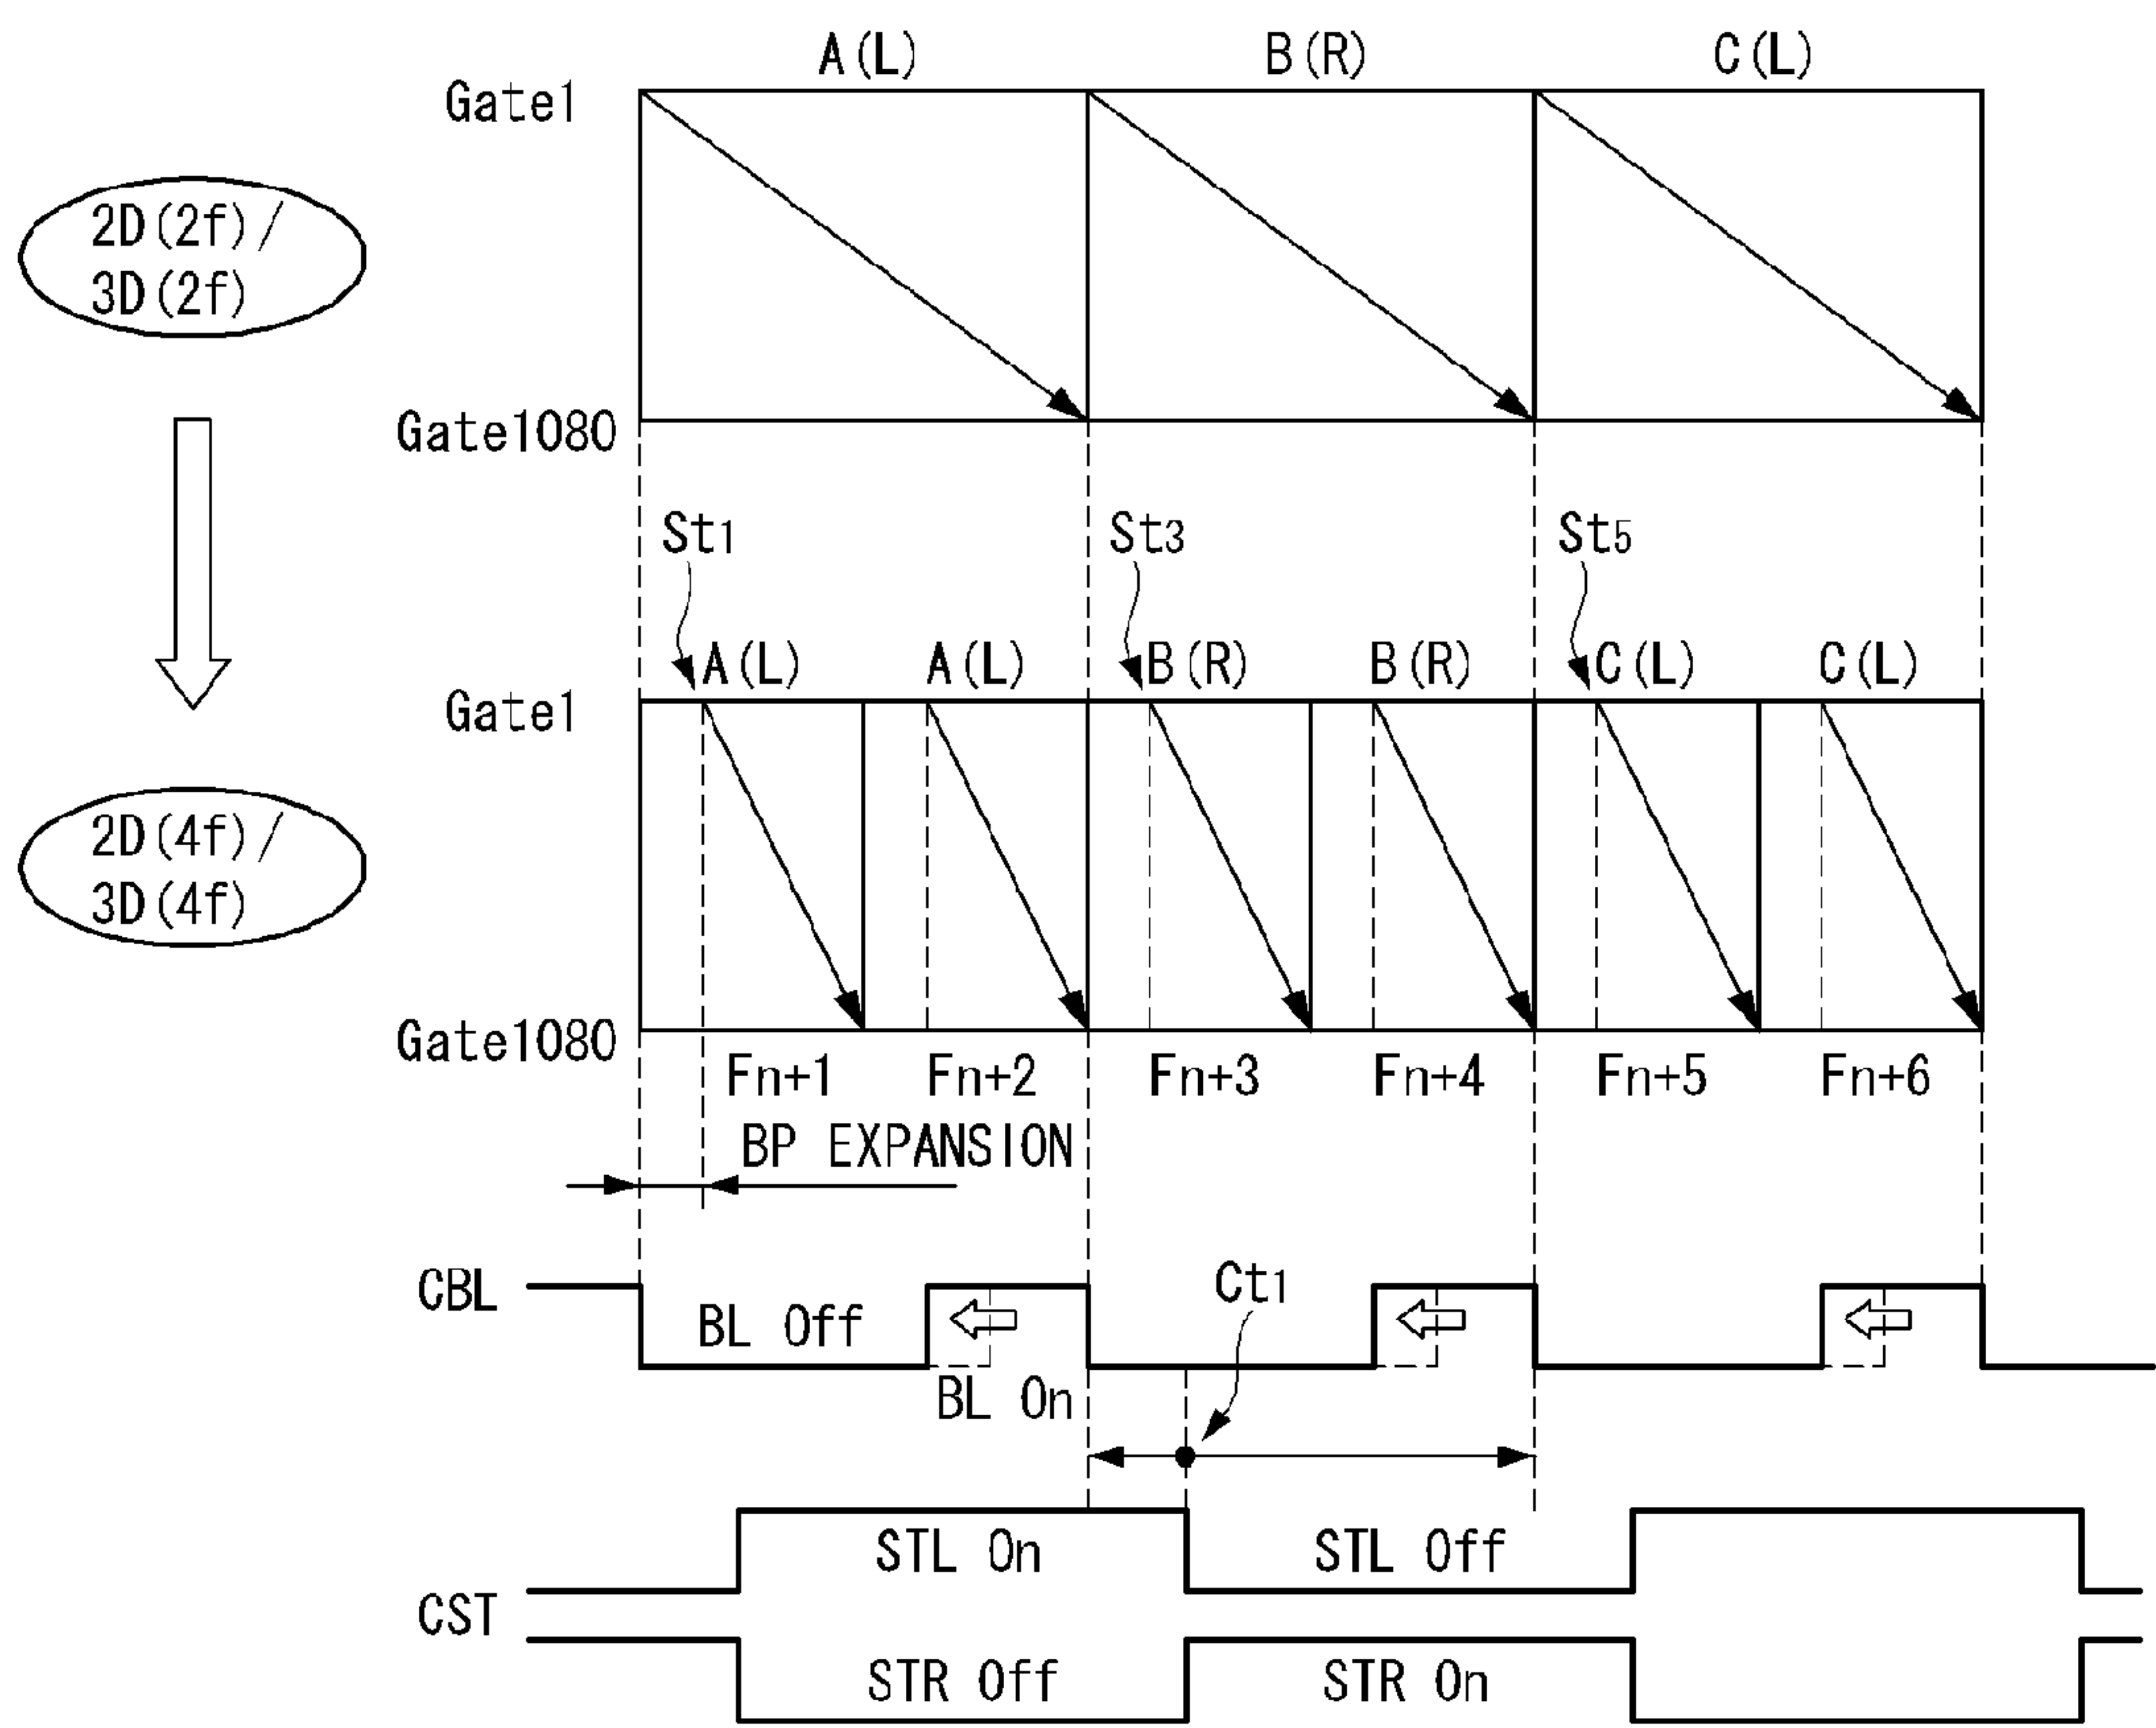 A(L) B(R) C(L)
Gate1
2D(2f)/
3D(2f)
Gate1080
St1 St3 St5
A(L) A(L) B(R) B(R) C(L) C(L)
Gate1
2D(4f)/
3D(4f)
Gate1080
Fn+1 Fn+2 Fn+3 Fn+4 Fn+5 Fn+6
BP EXPANSION
CBL
Ct1
BL Off
BL On
STL On STL Off
CST
STR Off STR On